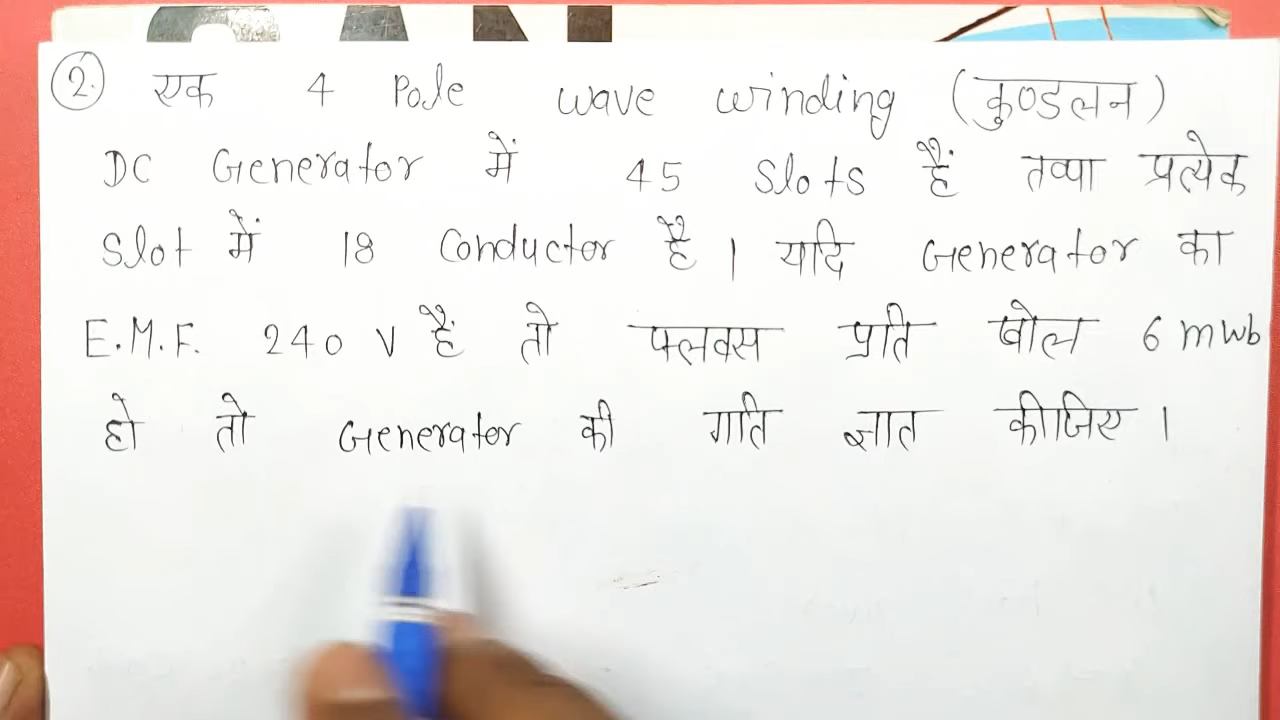 2. एक 4 Pole wave winding (कुण्डलन)
DC Generator में 45 Slots हैं तथा प्रत्येक
Slot में 18 Conductor है। यदि Generator का
E.M.F. 240 V हैं तो फ्लक्स प्रति पोल 6 mwb
हो तो Generator की गति ज्ञात कीजिए।